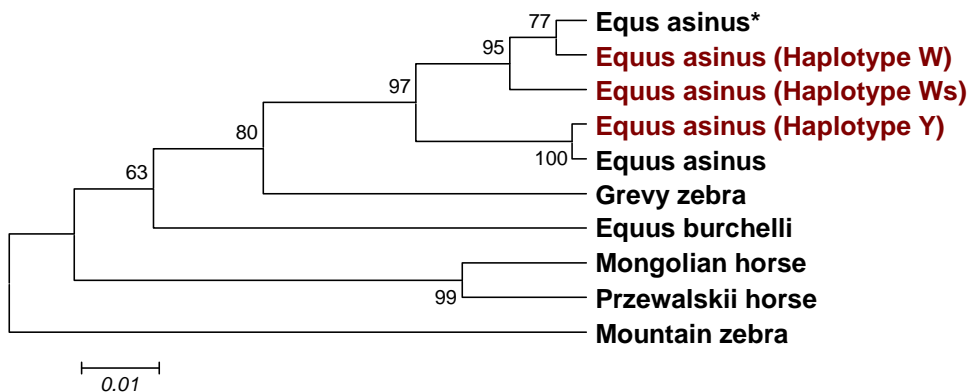 77
Equs asinus*
95
Equus asinus (Haplotype W)
97
Equus asinus (Haplotype Ws)
80
Equus asinus (Haplotype Y)
100
Equus asinus
63
Grevy zebra
Equus burchelli
Mongolian horse
99
Przewalskii horse
Mountain zebra
0.01